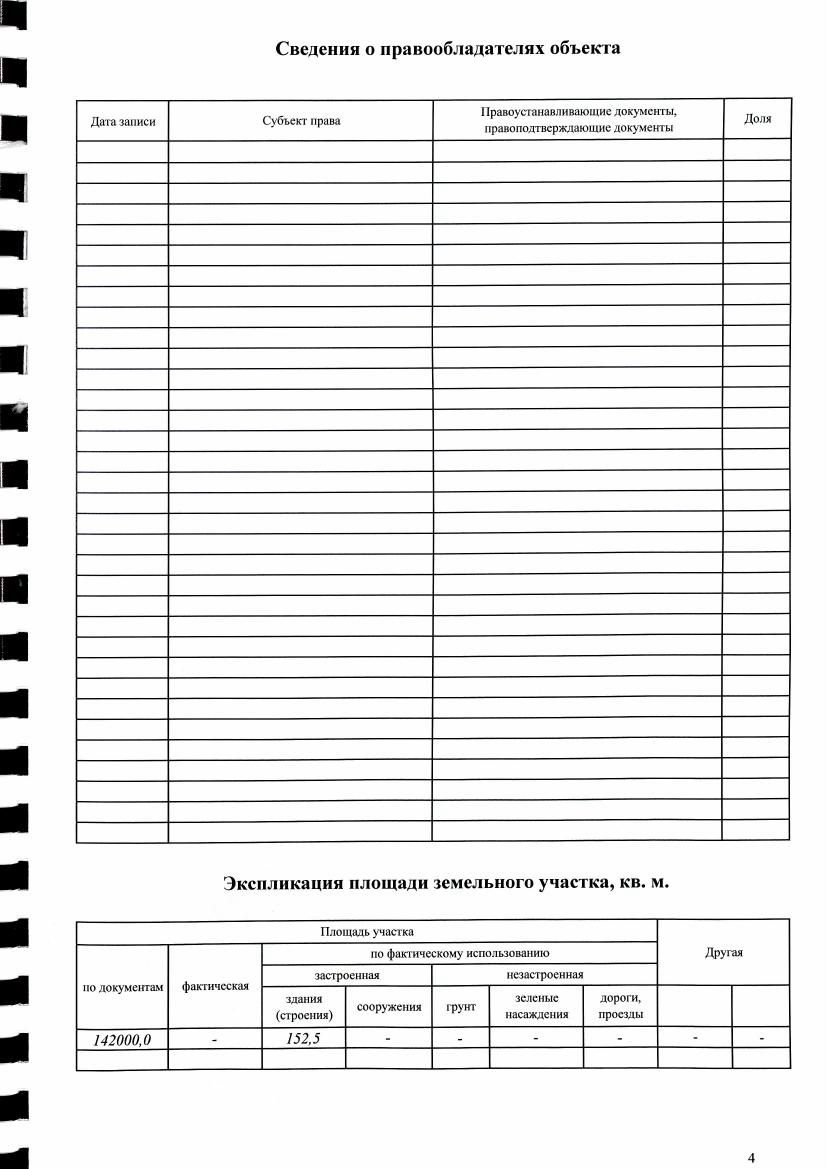 Сведения о правообладателях объекта
Дата записи
Субъект права
Правоустанавливающие документы,
правоподтверждающие документы
Доля
Экспликация площади земельного участка, кв. м.
Площадь участка
Другая
по документам
фактическая
по фактическому использованию
застроенная
незастроенная
здания
(строения)
сооружения
грунт
зеленые
насаждения
дороги,
проезды
142000,0 - 152,5 - - - - - -
4